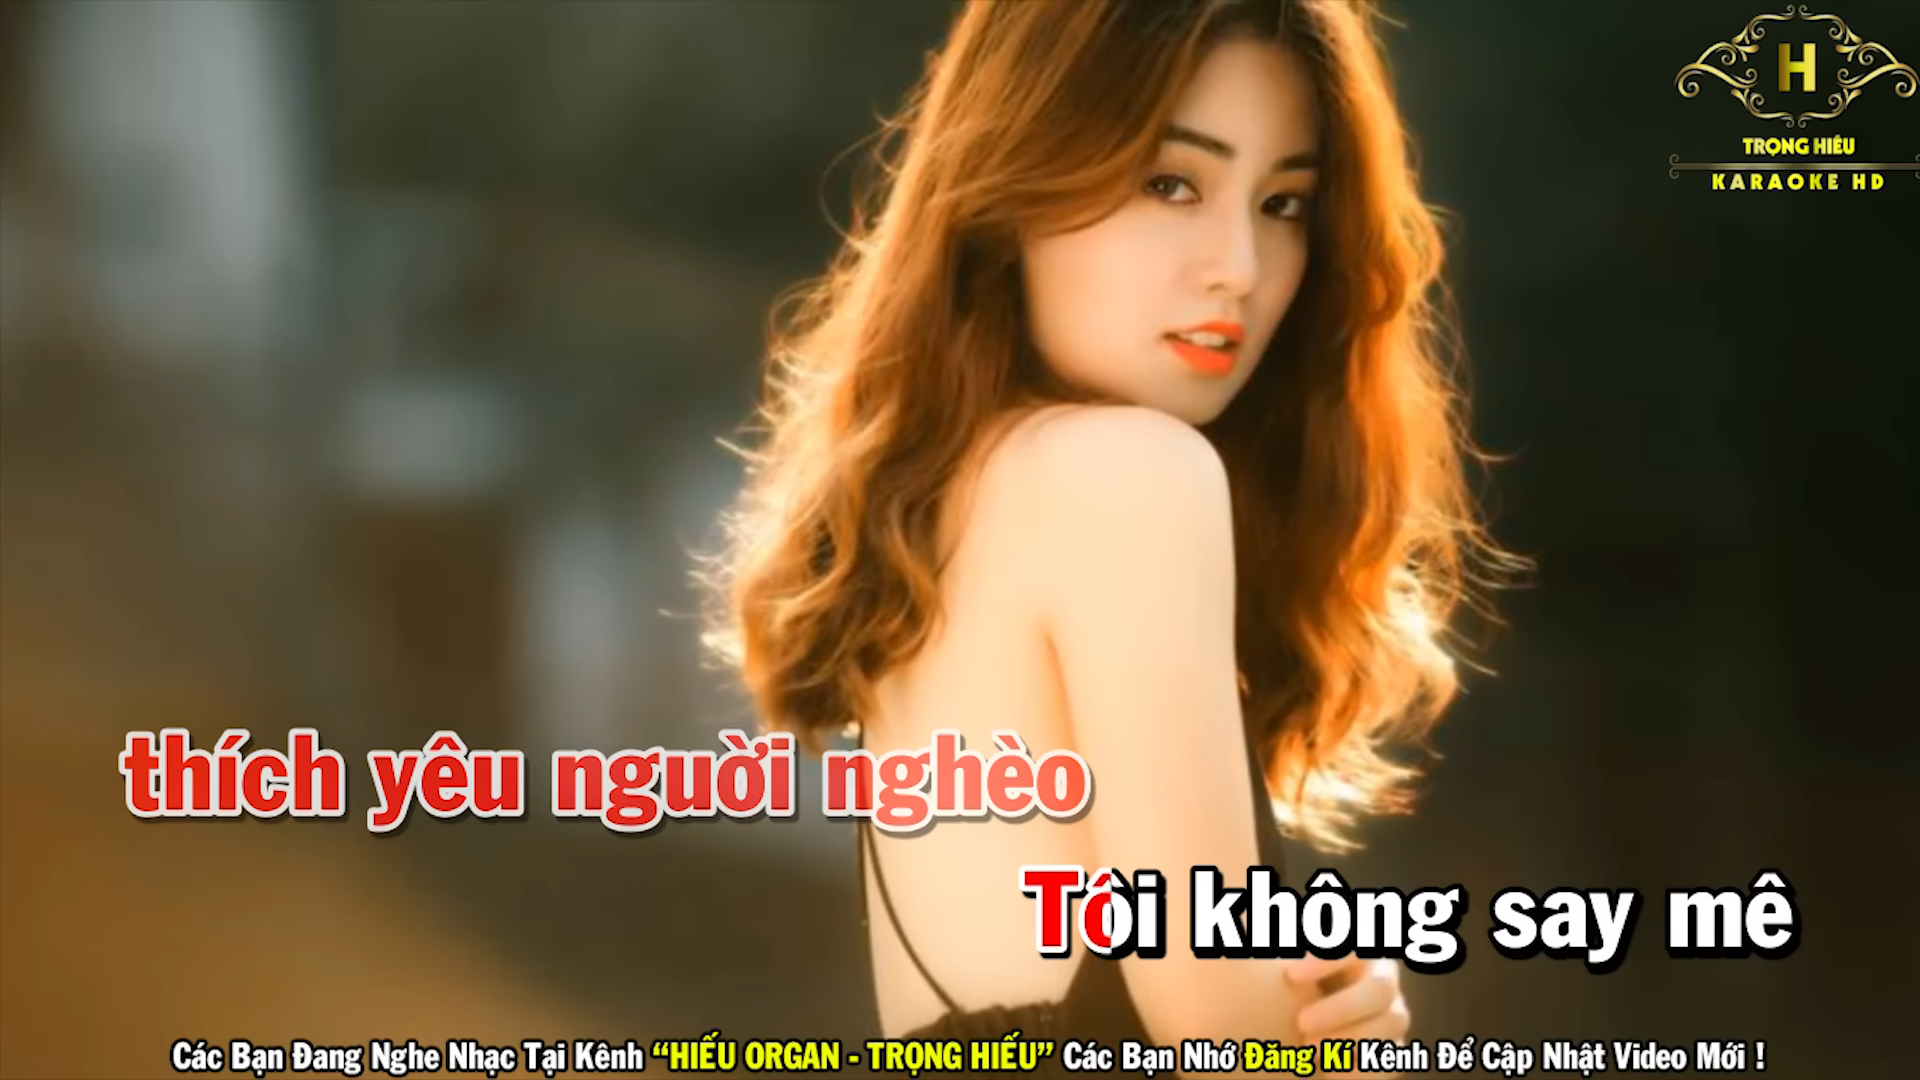 H
TRỌNG HIẾU
KARAOKE HD
thích yêu nguời nghèo
Tôi không say mê
Các Bạn Đang Nghe Nhạc Tại Kênh “HIẾU ORGAN - TRỌNG HIẾU” Các Bạn Nhớ Đăng Kí Kênh Để Cập Nhật Video Mới !